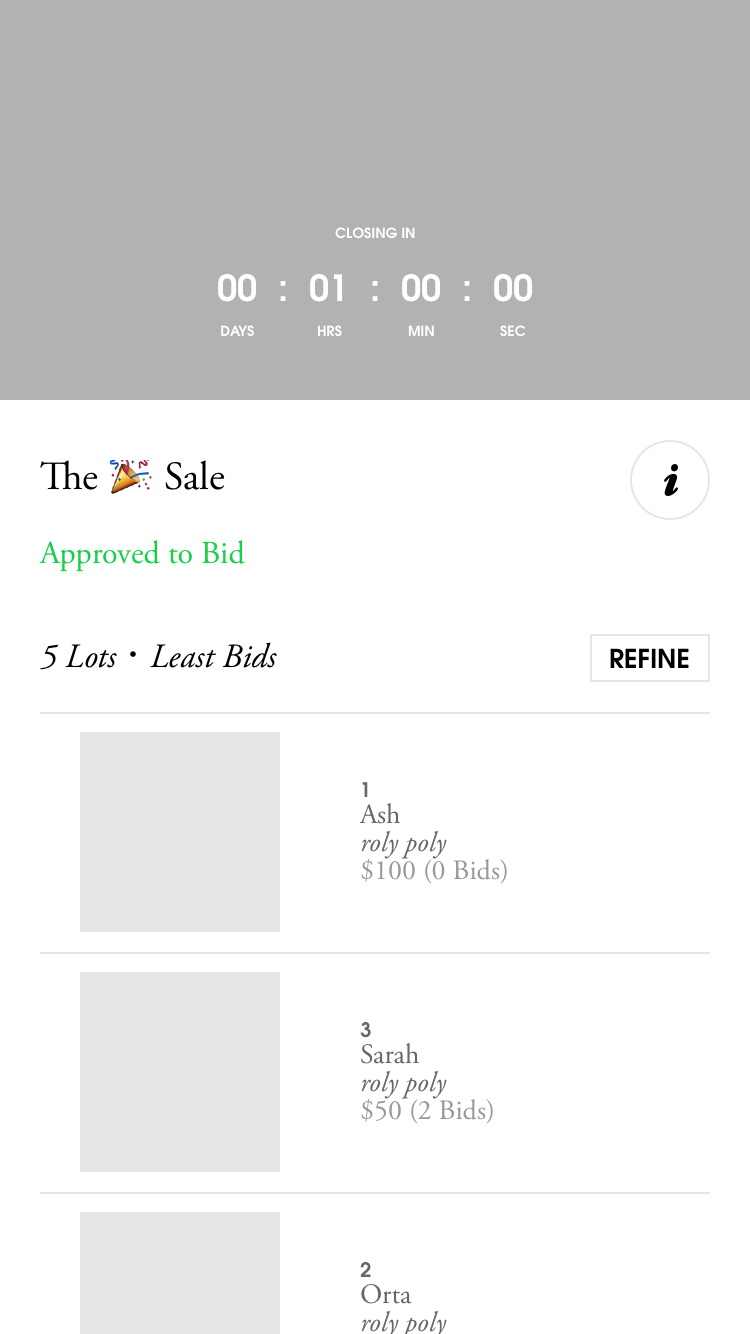 CLOSING IN
00 : 01 : 00 : 00
DAYS HRS MIN SEC
The 🎉 Sale
Approved to Bid
5 Lots • Least Bids
REFINE
1
Ash
roly poly
$100 (0 Bids)
3
Sarah
roly poly
$50 (2 Bids)
2
Orta
roly poly